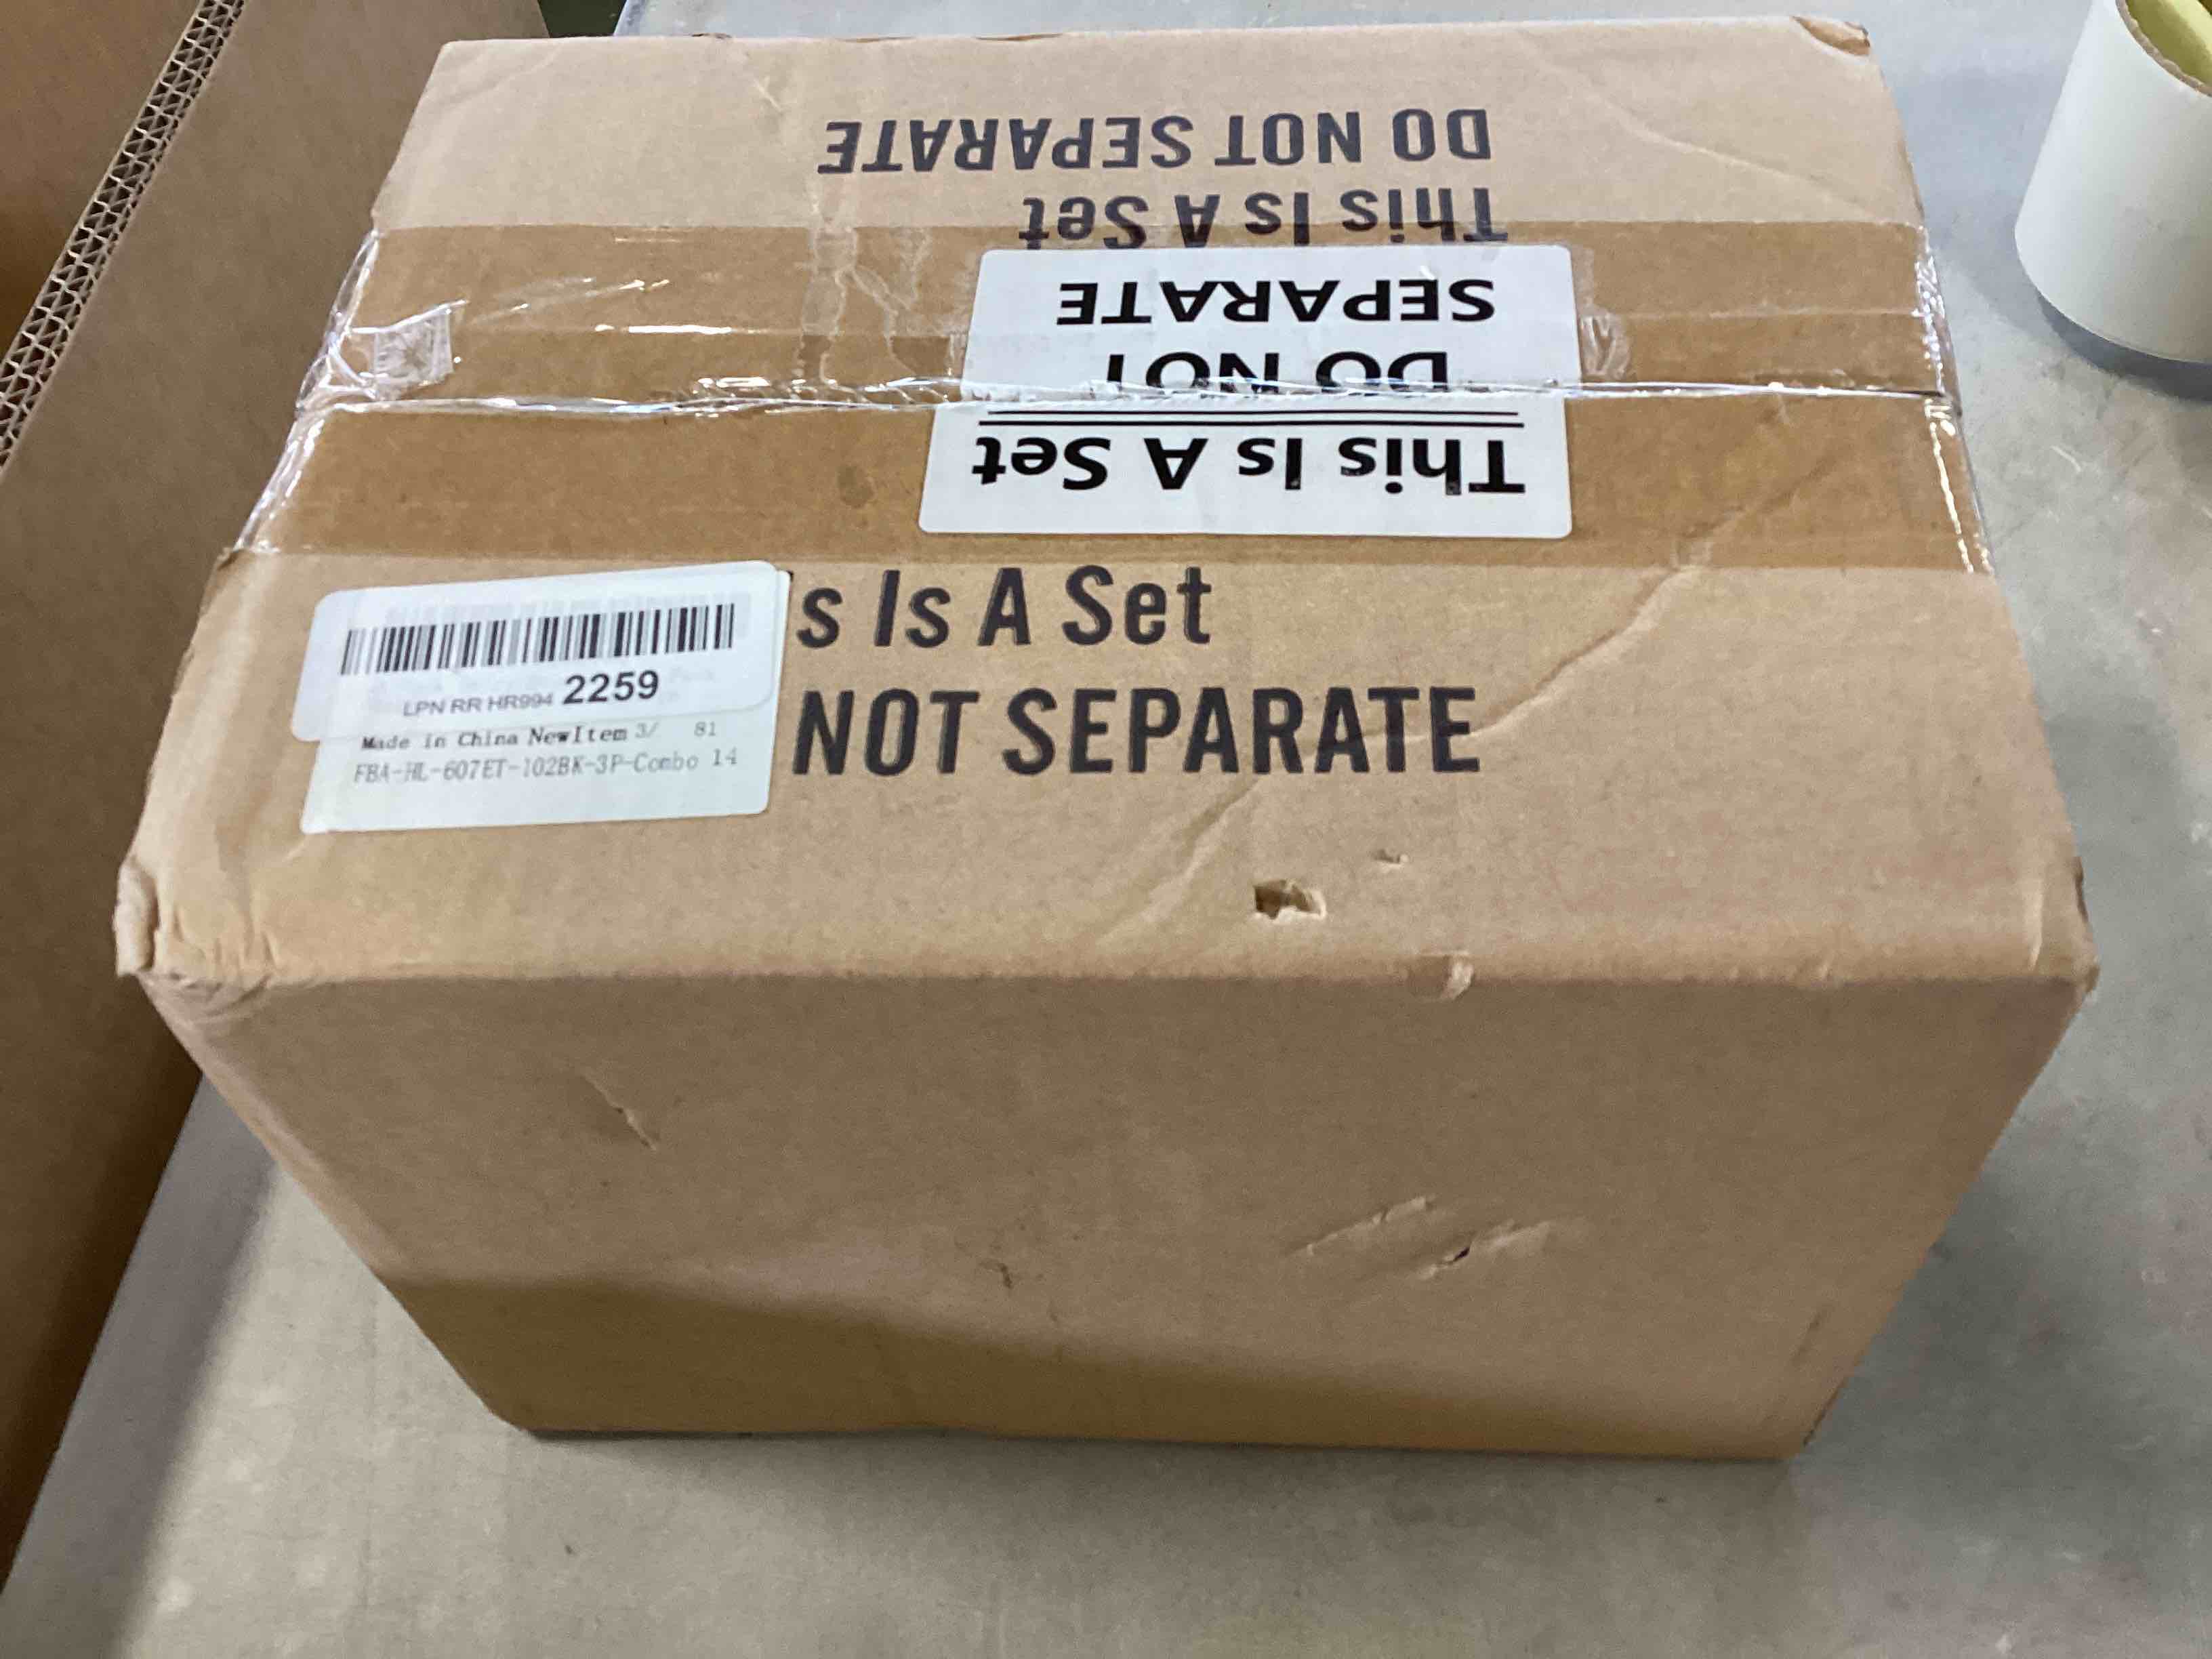 DO NOT SEPARATE
This Is A Set
SEPARATE
DO NOT
This Is A Set
s Is A Set
NOT SEPARATE
LPN RR HR994 2259
Made in China NewItem 3/ 81
FBA-HL-607ET-102BK-3P-Combo 14